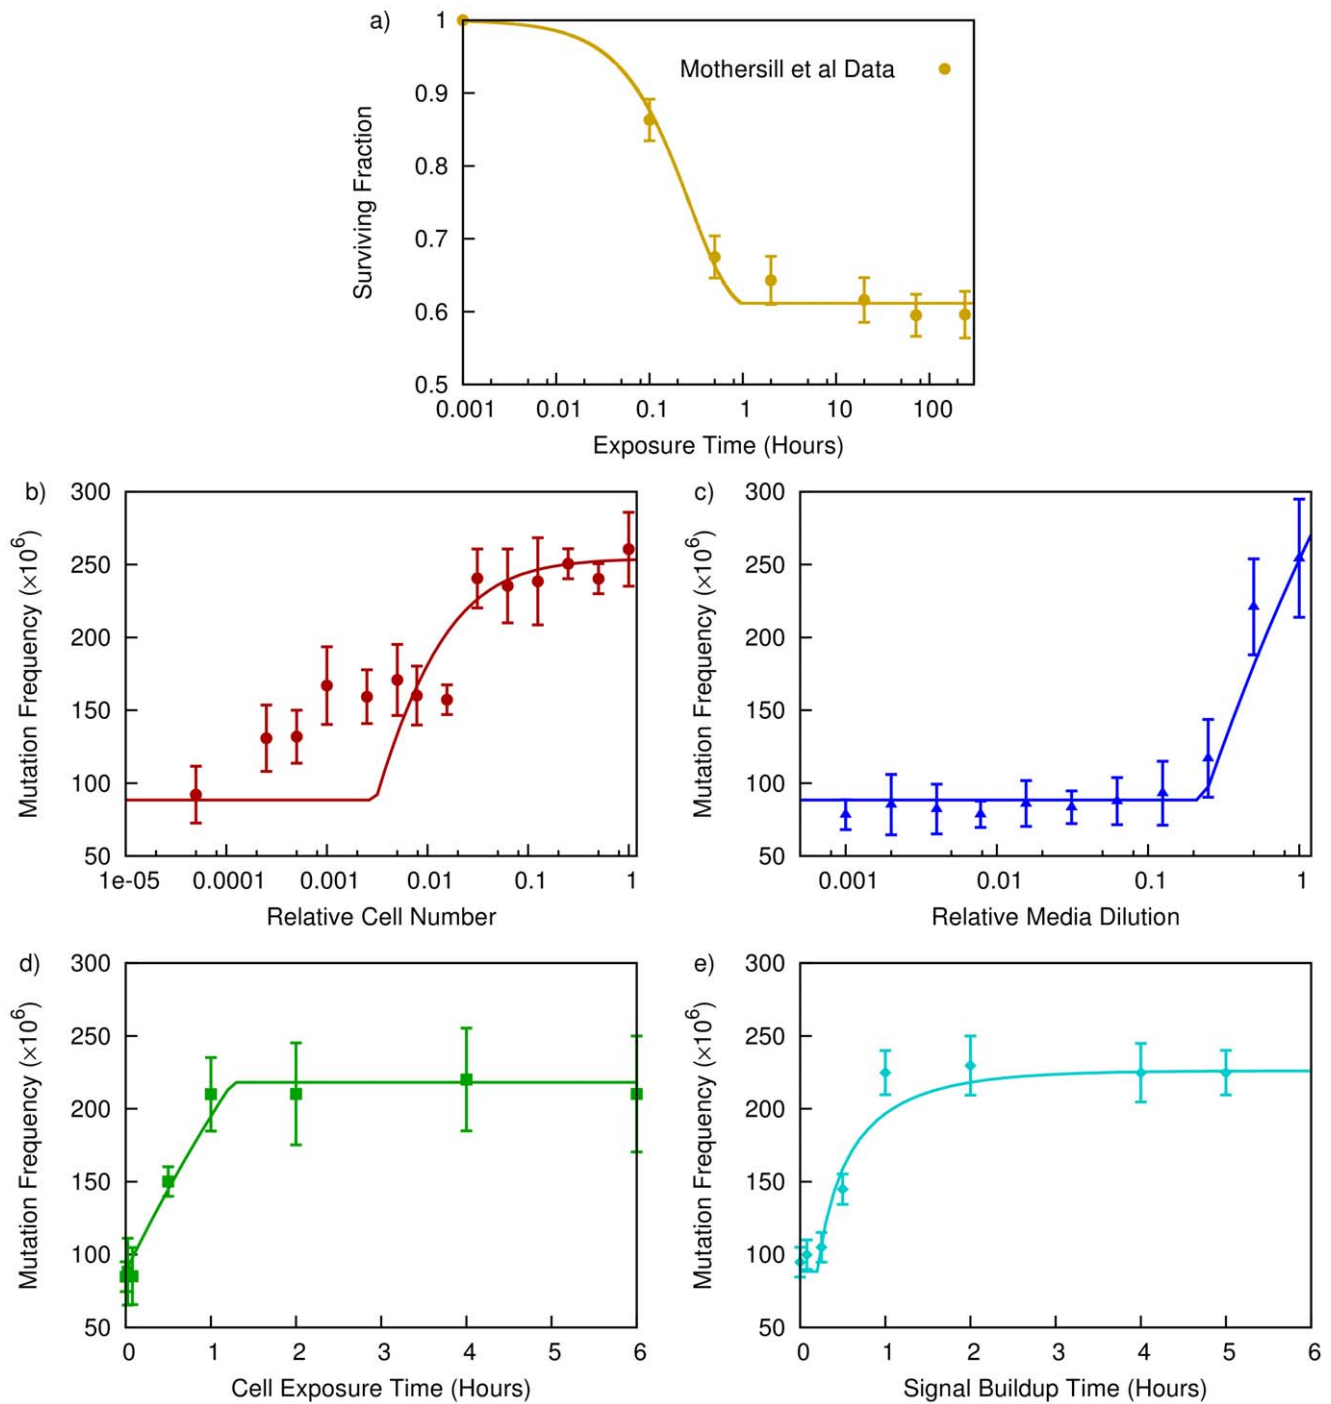 a)
1
0.9
0.8
0.7
0.6
0.5
Surviving Fraction
Mothersill et al Data
0.001 0.01 0.1 1 10 100
Exposure Time (Hours)
b)
300
250
200
150
100
50
Mutation Frequency (×10⁶)
1e-05 0.0001 0.001 0.01 0.1 1
Relative Cell Number
c)
300
250
200
150
100
50
Mutation Frequency (×10⁶)
0.001 0.01 0.1 1
Relative Media Dilution
d)
300
250
200
150
100
50
Mutation Frequency (×10⁶)
0 1 2 3 4 5 6
Cell Exposure Time (Hours)
e)
300
250
200
150
100
50
Mutation Frequency (×10⁶)
0 1 2 3 4 5 6
Signal Buildup Time (Hours)